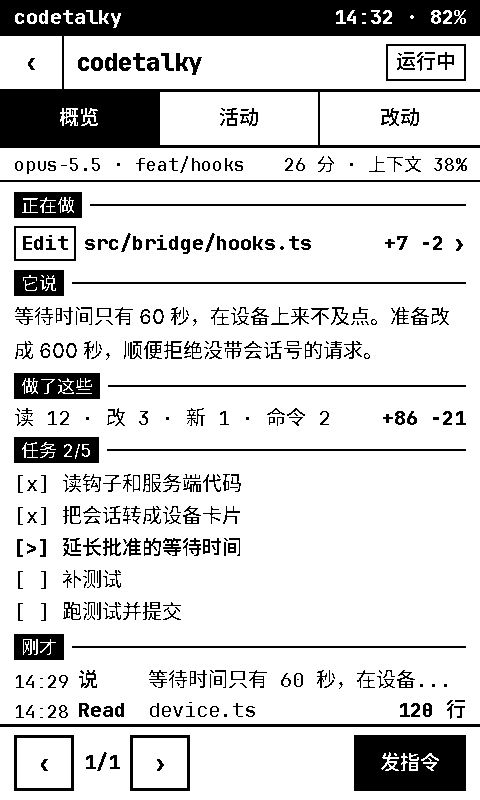 codetalky 14:32 · 82%
‹ codetalky 运行中
概览 活动 改动
opus-5.5 · feat/hooks 26 分 · 上下文 38%
正在做
Edit src/bridge/hooks.ts +7 -2 ›
它说
等待时间只有 60 秒，在设备上来不及点。准备改
成 600 秒，顺便拒绝没带会话号的请求。
做了这些
读 12 · 改 3 · 新 1 · 命令 2 +86 -21
任务 2/5
[x] 读钩子和服务端代码
[x] 把会话转成设备卡片
[>] 延长批准的等待时间
[ ] 补测试
[ ] 跑测试并提交
刚才
14:29 说 等待时间只有 60 秒，在设备...
14:28 Read device.ts 120 行
‹ 1/1 › 发指令